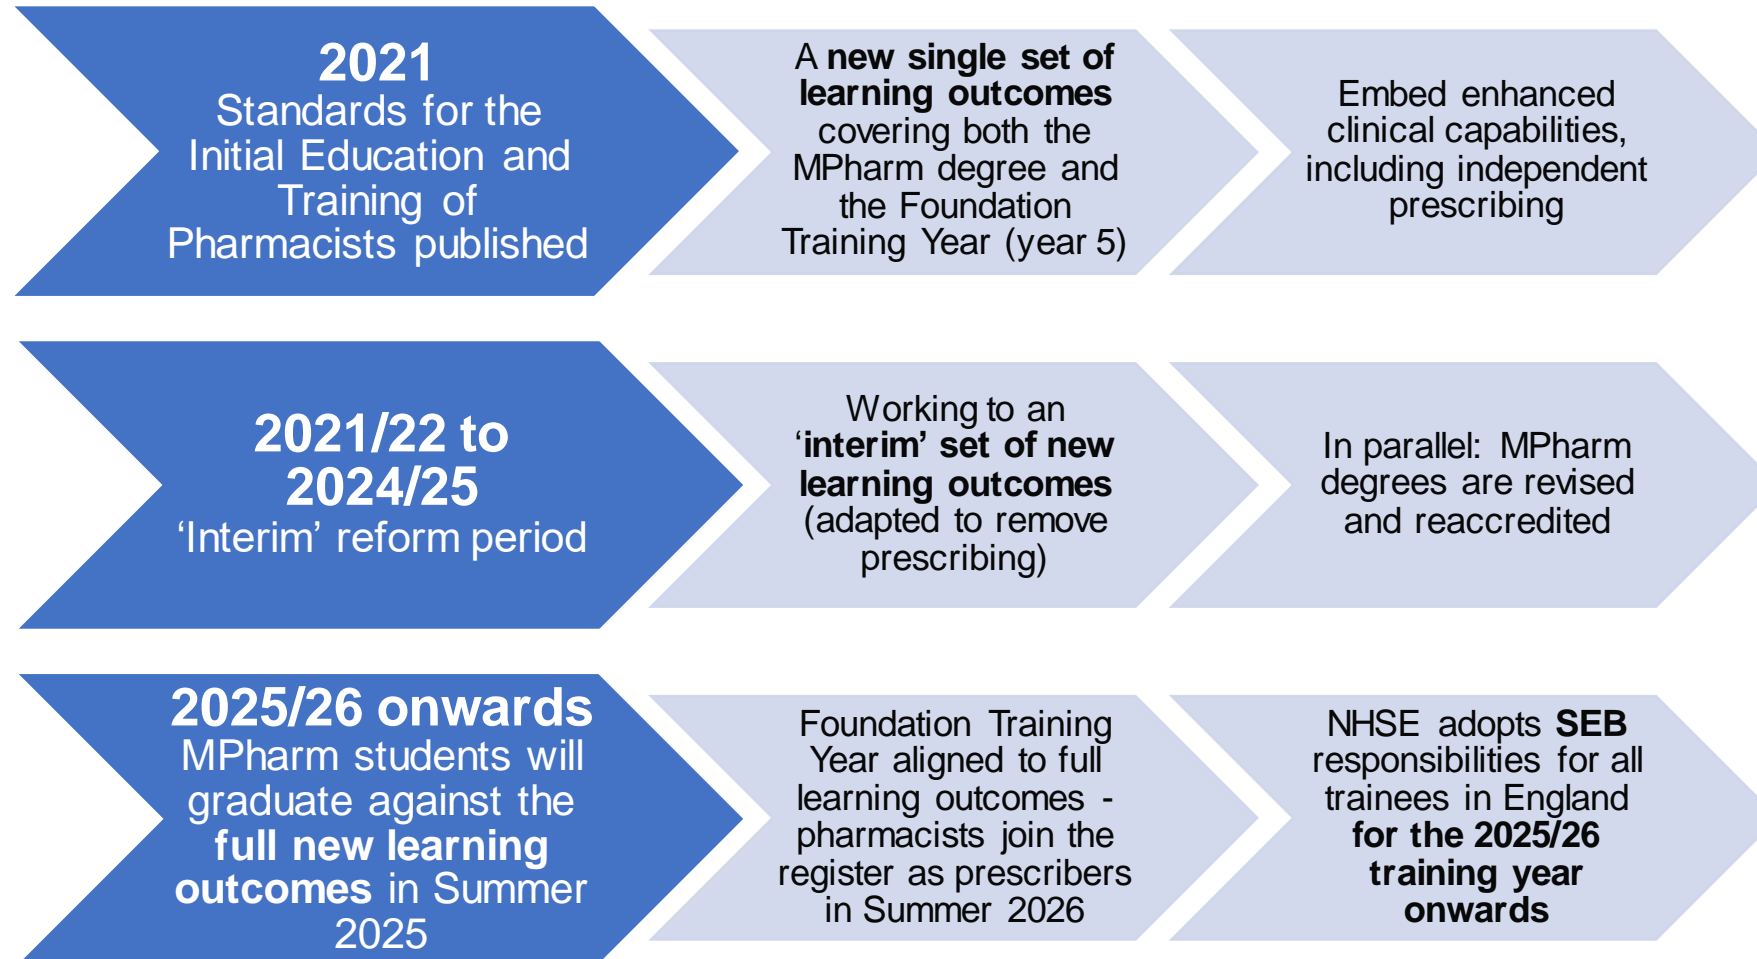 2021
Standards for the
Initial Education and
Training of
Pharmacists published
A new single set of
learning outcomes
covering both the
MPharm degree and
the Foundation
Training Year (year 5)
Embed enhanced
clinical capabilities,
including independent
prescribing
2021/22 to
2024/25
‘Interim’ reform period
Working to an
‘interim’ set of new
learning outcomes
(adapted to remove
prescribing)
In parallel: MPharm
degrees are revised
and reaccredited
2025/26 onwards
MPharm students will
graduate against the
full new learning
outcomes in Summer
2025
Foundation Training
Year aligned to full
learning outcomes -
pharmacists join the
register as prescribers
in Summer 2026
NHSE adopts SEB
responsibilities for all
trainees in England
for the 2025/26
training year
onwards